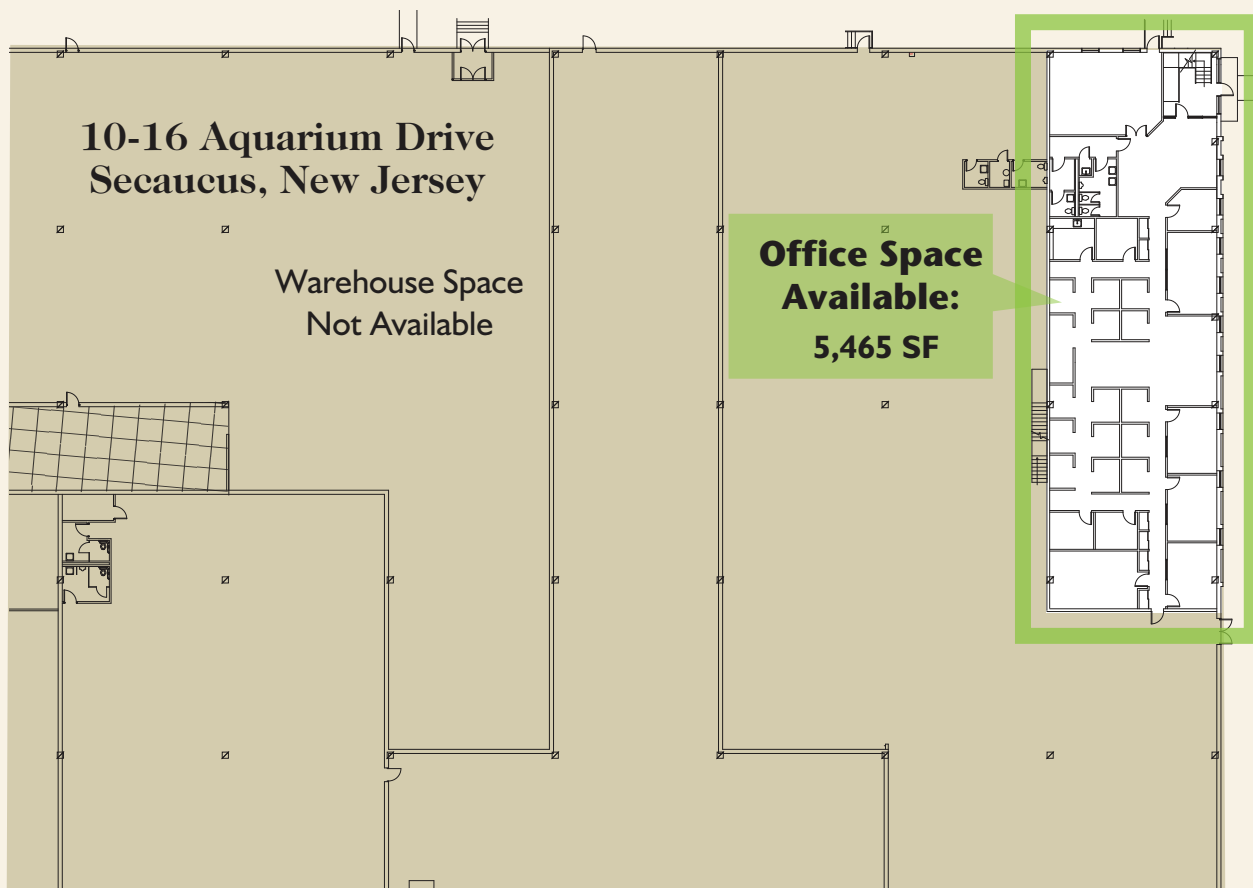 10-16 Aquarium Drive
Secaucus, New Jersey
Warehouse Space
Not Available
Office Space
Available:
5,465 SF